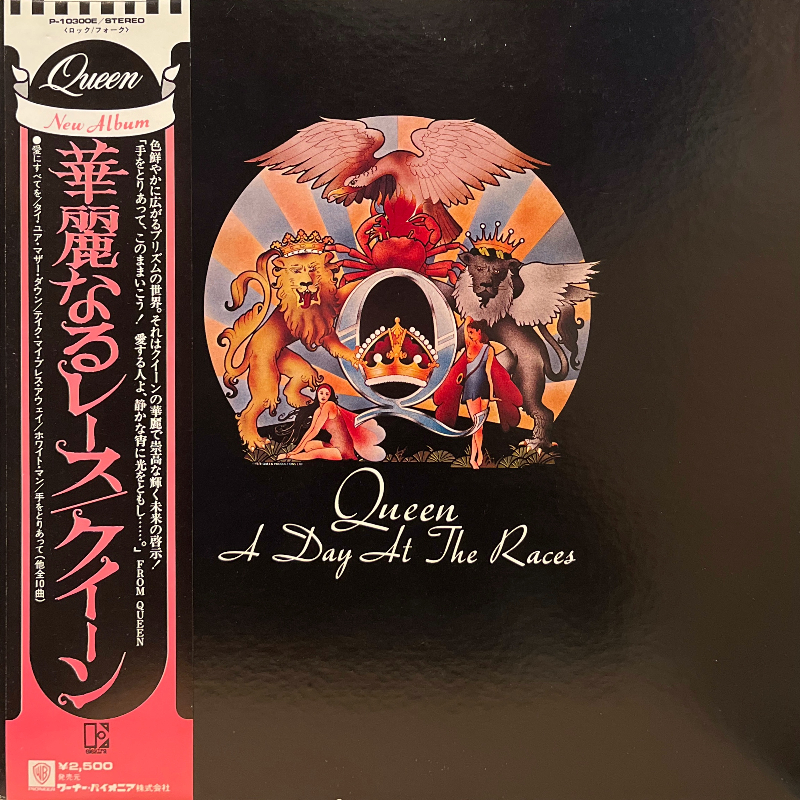 P-10300E/STEREO
〈ロック/フォーク〉
Queen
New Album
色鮮やかに広がるプリズムの世界。それはクイーンの華麗で崇高な輝く未来の啓示!
「手をとりあって、このままいこう! 愛する人よ、静かな宵に光をともし……。」FROM QUEEN
華麗なるレース/クイーン
●愛にすべてを/タイ・ユア・マザー・ダウン/テイク・マイ・ブレス・アウェイ/ホワイト・マン/手をとりあって(他全10曲)
¥2,500
発売元
ワーナー・パイオニア株式会社
PIONEER
Queen
A Day At The Races